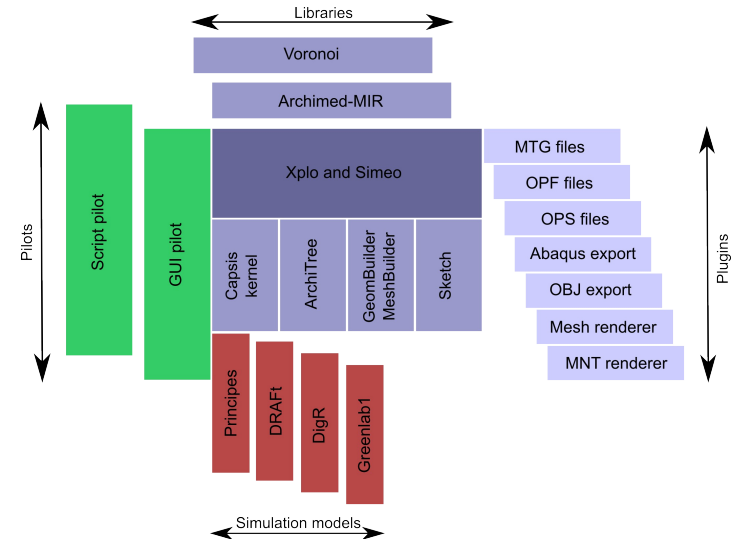 Libraries
Voronoi
Archimed-MIR
Xplo and Simeo
Pilots
Script pilot
GUI pilot
Capsis
kernel
ArchiTree
GeomBuilder
MeshBuilder
Sketch
MTG files
OPF files
OPS files
Abaqus export
OBJ export
Mesh renderer
MNT renderer
Plugins
Principes
DRAFt
DigR
Greenlab1
Simulation models